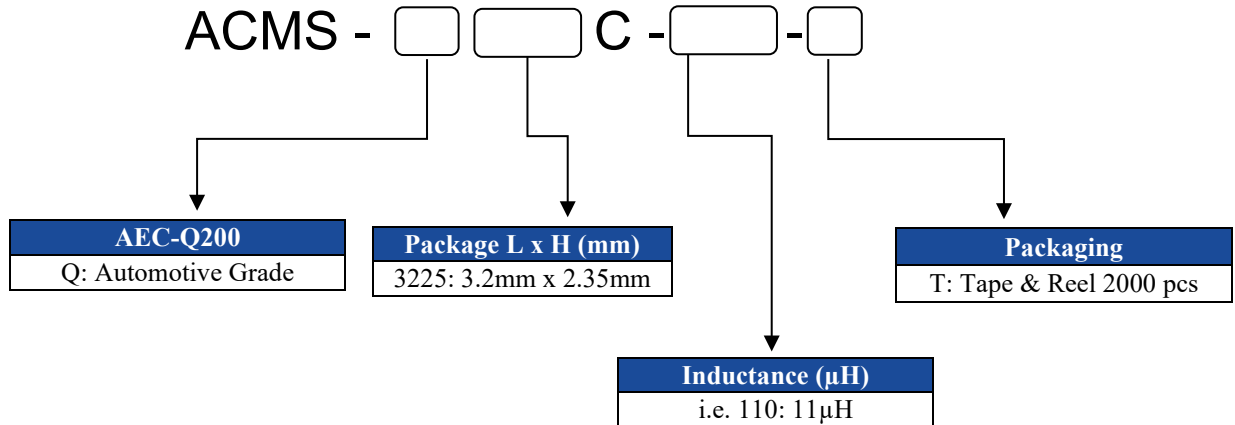 ACMS - C - -
AEC-Q200
Q: Automotive Grade
Package L x H (mm)
3225: 3.2mm x 2.35mm
Packaging
T: Tape & Reel 2000 pcs
Inductance (µH)
i.e. 110: 11µH